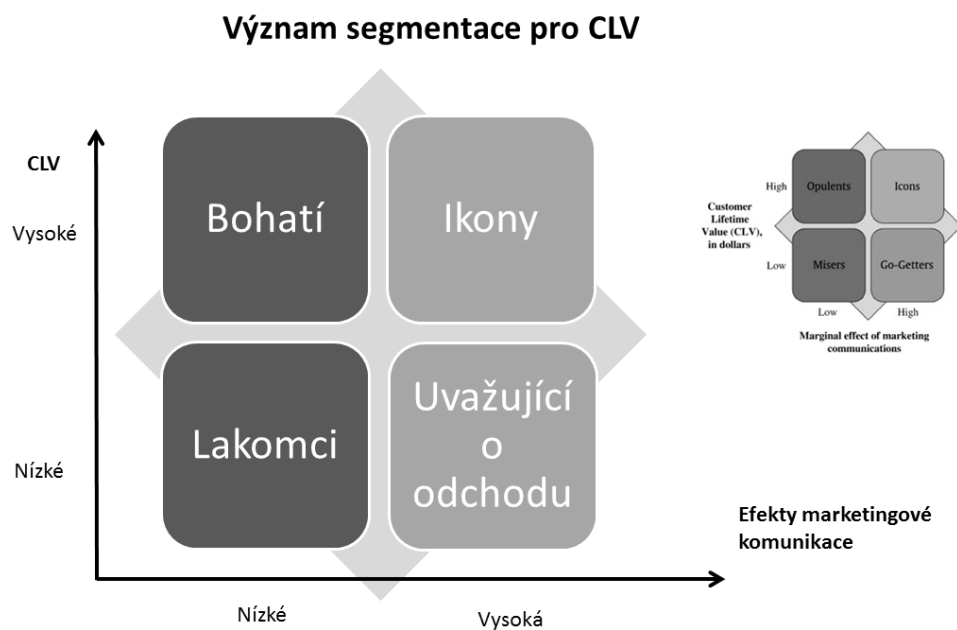 Význam segmentace pro CLV
CLV
Vysoké
Nízké
Bohatí
Ikony
Lakomci
Uvažující
o
odchodu
Nízké
Vysoká
Efekty marketingové
komunikace
Customer
Lifetime
Value (CLV),
in dollars
High
Low
Opulents
Icons
Misers
Go-Getters
Low
High
Marginal effect of marketing
communications